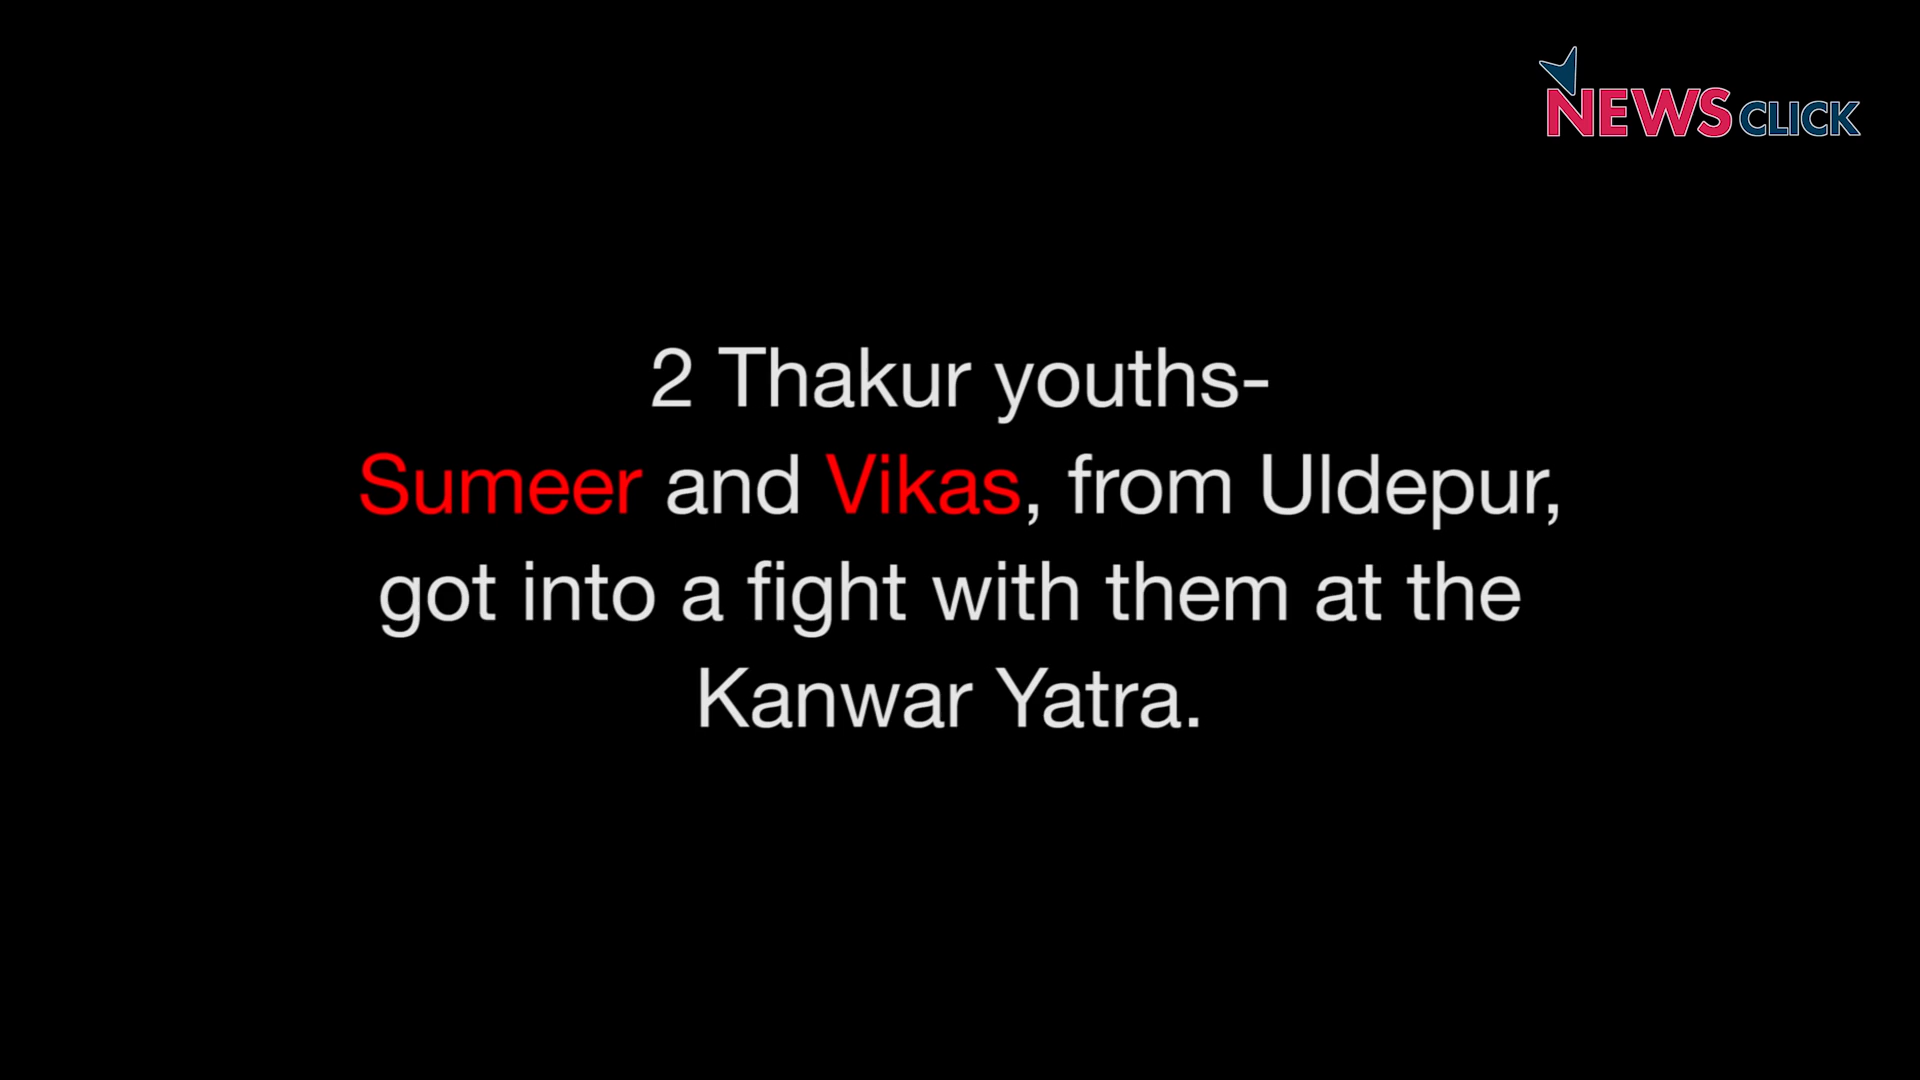 NEWSCLICK
2 Thakur youths-
Sumeer and Vikas, from Uldepur,
got into a fight with them at the
Kanwar Yatra.